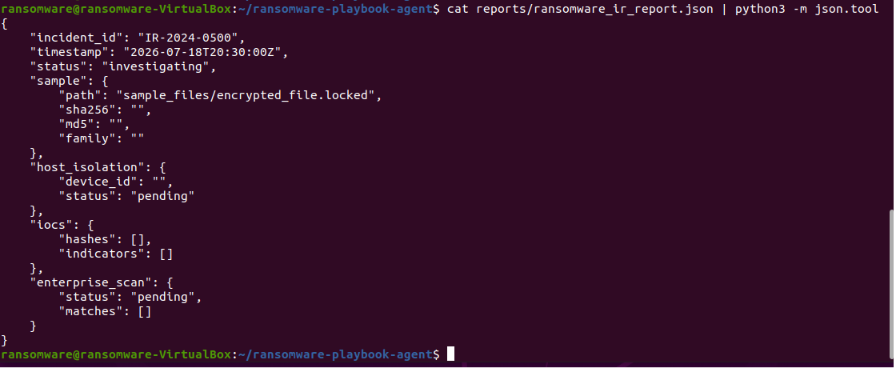 ransomware@ransomware-VirtualBox:~/ransomware-playbook-agent$ cat reports/ransomware_ir_report.json | python3 -m json.tool
{
    "incident_id": "IR-2024-0500",
    "timestamp": "2026-07-18T20:30:00Z",
    "status": "investigating",
    "sample": {
        "path": "sample_files/encrypted_file.locked",
        "sha256": "",
        "md5": "",
        "family": ""
    },
    "host_isolation": {
        "device_id": "",
        "status": "pending"
    },
    "iocs": {
        "hashes": [],
        "indicators": []
    },
    "enterprise_scan": {
        "status": "pending",
        "matches": []
    }
}
ransomware@ransomware-VirtualBox:~/ransomware-playbook-agent$